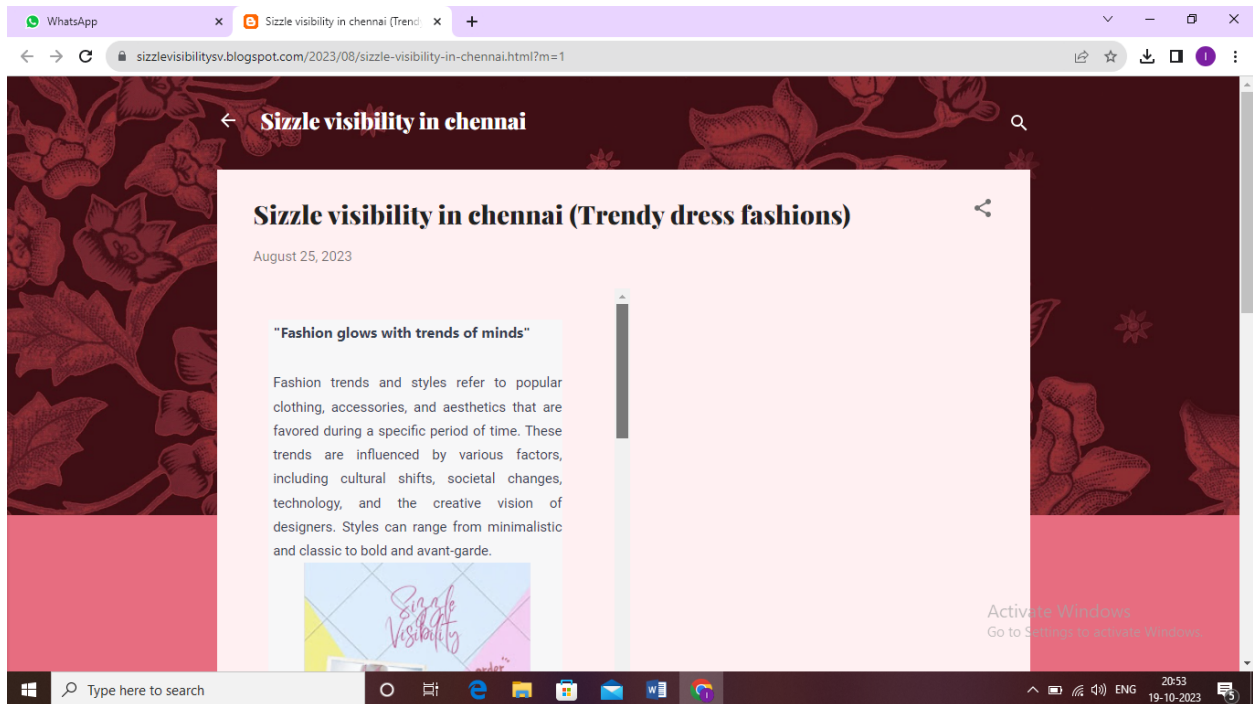 WhatsApp
Sizzle visibility in chennai (Trend
sizzlevisibilitysv.blogspot.com/2023/08/sizzle-visibility-in-chennai.html?m=1
I
Sizzle visibility in chennai
Sizzle visibility in chennai (Trendy dress fashions)
August 25, 2023
"Fashion glows with trends of minds"
Fashion trends and styles refer to popular
clothing, accessories, and aesthetics that are
favored during a specific period of time. These
trends are influenced by various factors,
including cultural shifts, societal changes,
technology, and the creative vision of
designers. Styles can range from minimalistic
and classic to bold and avant-garde.
Sizzle
Visibility
order
Activate Windows
Go to Settings to activate Windows.
Type here to search
ENG
20:53
19-10-2023
5